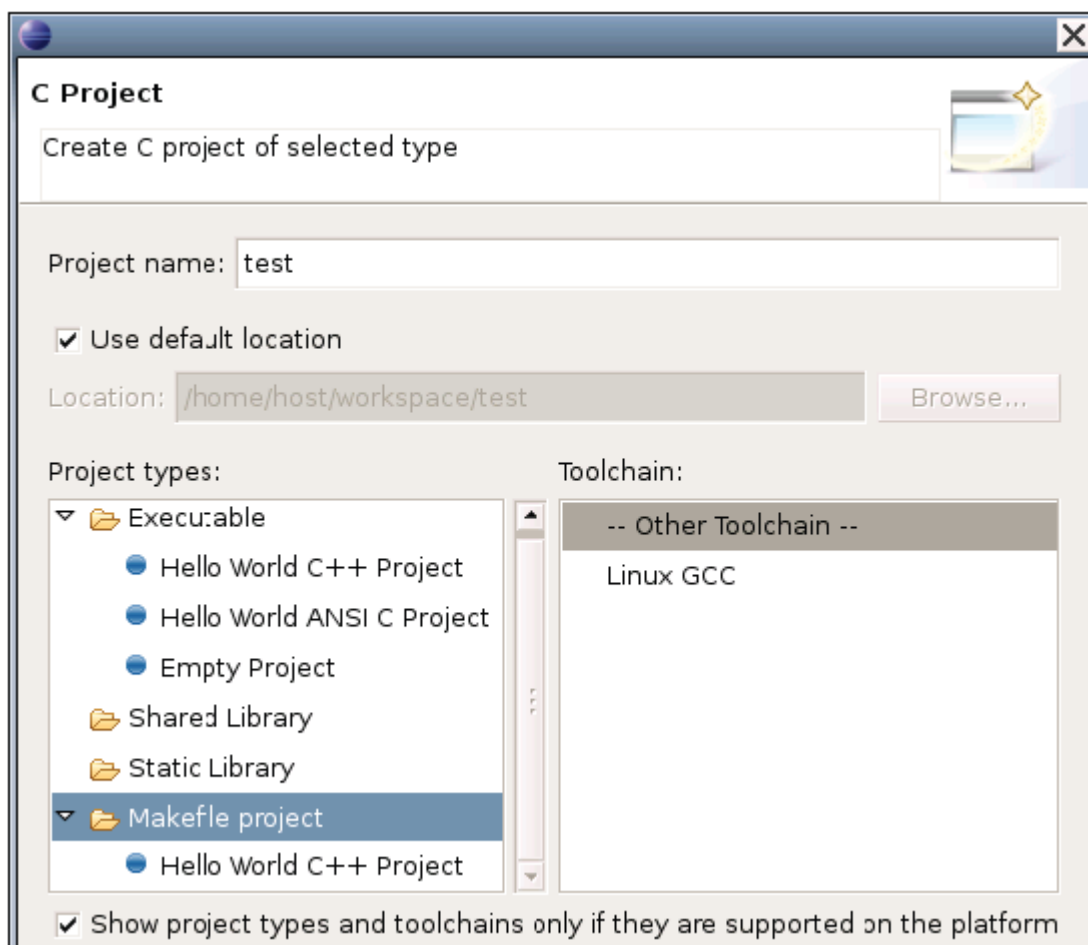 C Project
Create C project of selected type
Project name: test
Use default location
Location: /home/host/workspace/test Browse...
Project types: Toolchain:
Executable -- Other Toolchain --
Hello World C++ Project Linux GCC
Hello World ANSI C Project
Empty Project
Shared Library
Static Library
Makefle project
Hello World C++ Project
Show project types and toolchains only if they are supported on the platform